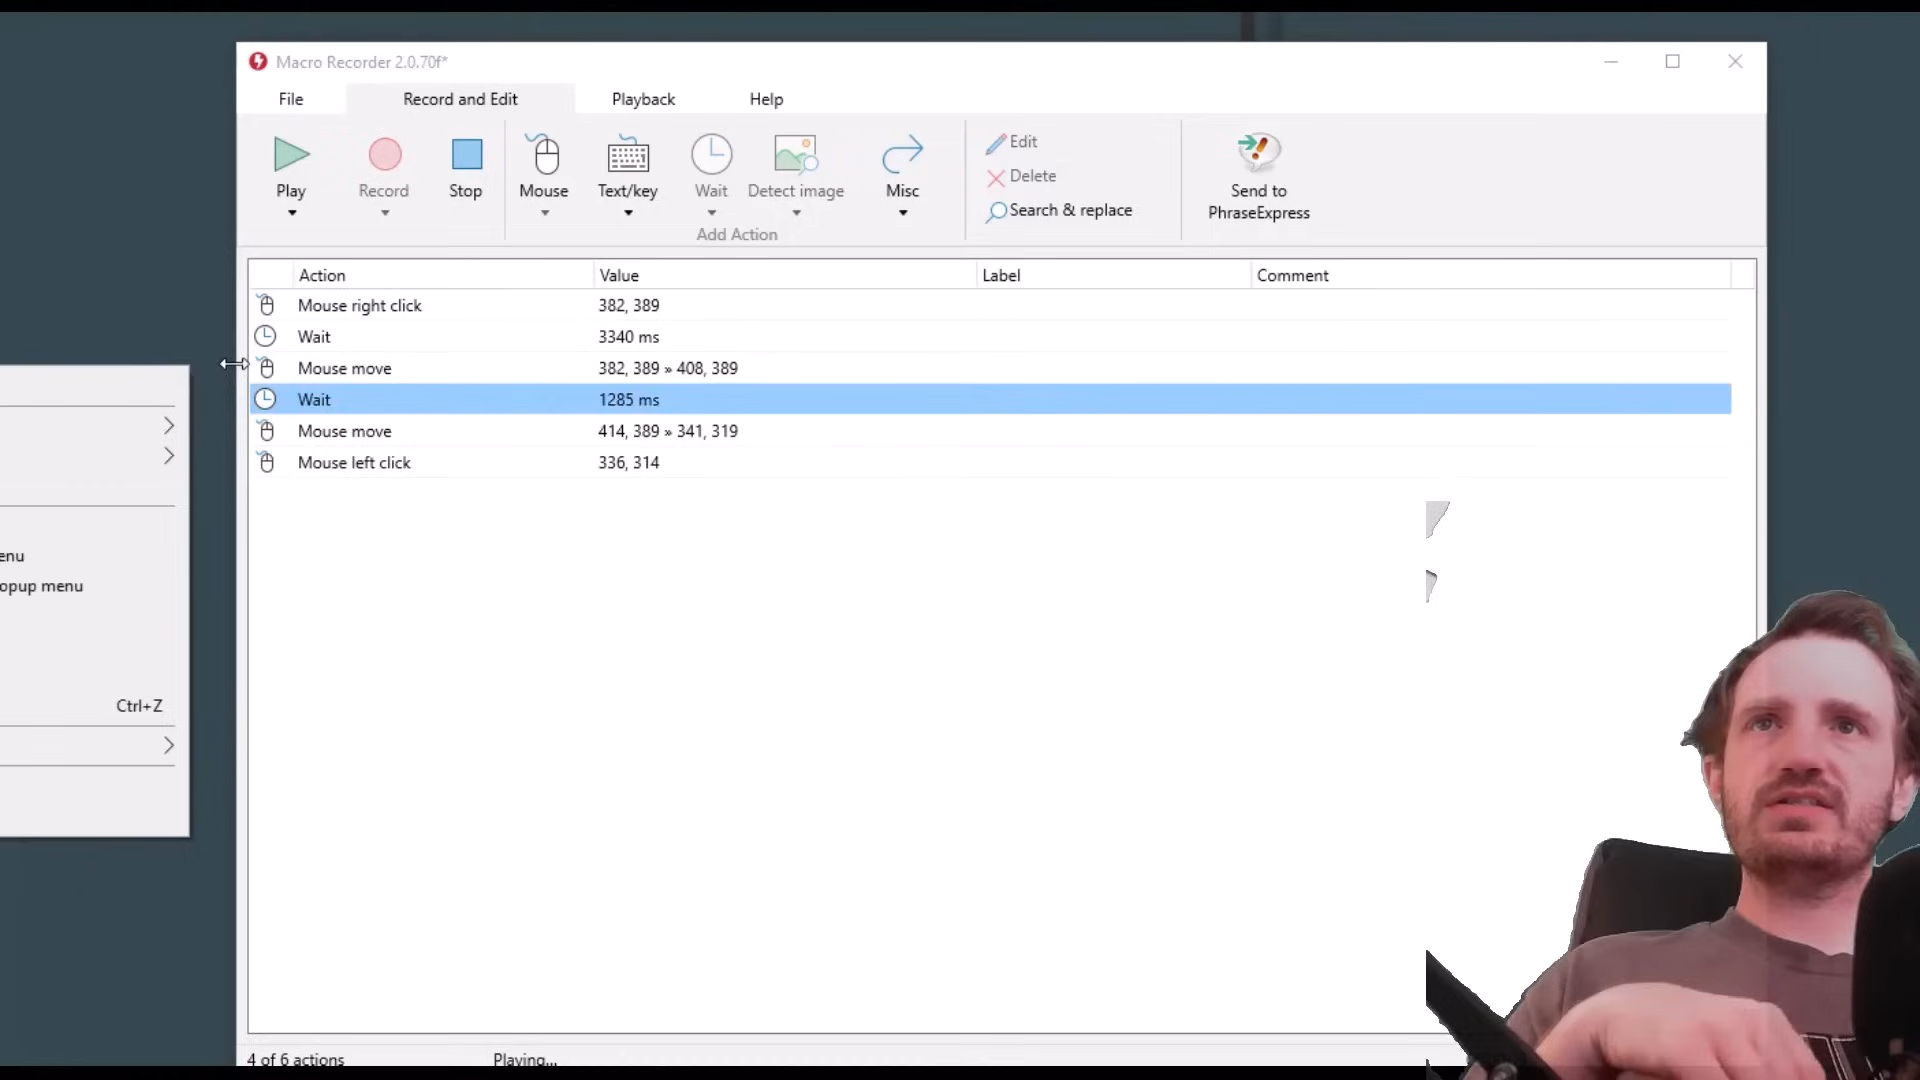 Macro Recorder 2.0.70f*
File Record and Edit Playback Help
Play Record Stop Mouse Text/key Wait Detect image Misc
Add Action
Edit
Delete
Search & replace
Send to
PhraseExpress
Action Value Label Comment
Mouse right click 382, 389
Wait 3340 ms
Mouse move 382, 389 » 408, 389
Wait 1285 ms
Mouse move 414, 389 » 341, 319
Mouse left click 336, 314
enu
opup menu
Ctrl+Z
4 of 6 actions Playing...